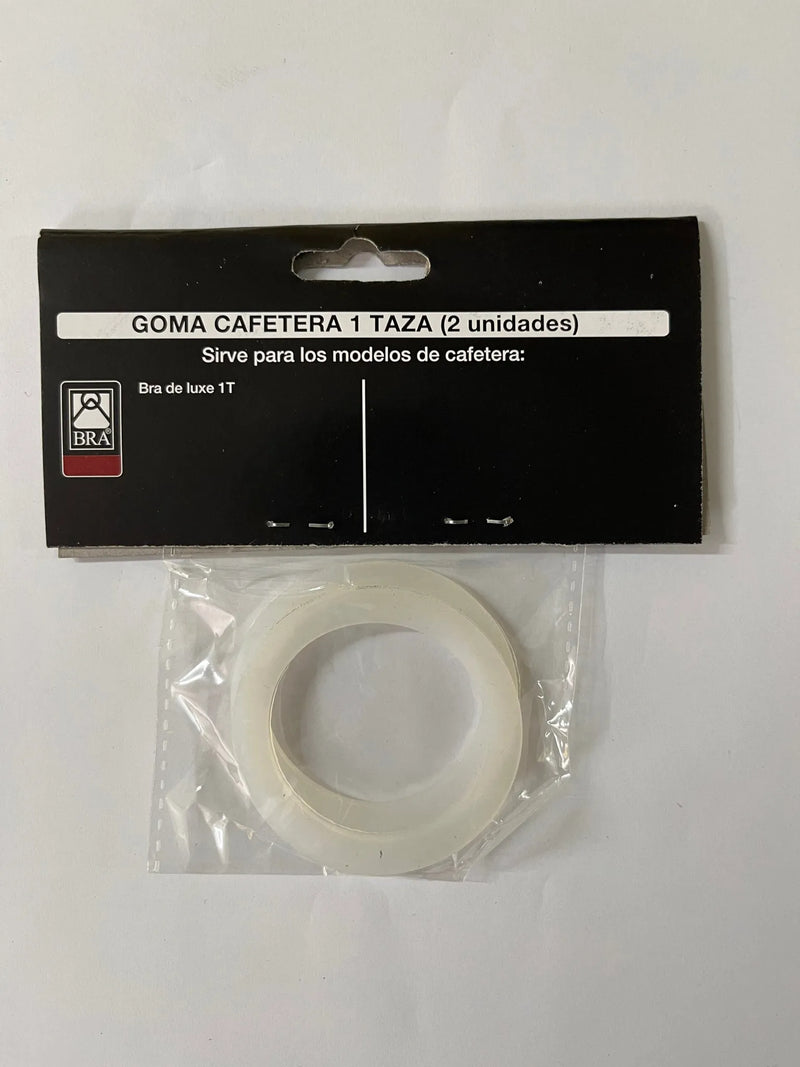 GOMA CAFETERA 1 TAZA (2 unidades)
Sirve para los modelos de cafetera:
Bra de luxe 1T
BRA®